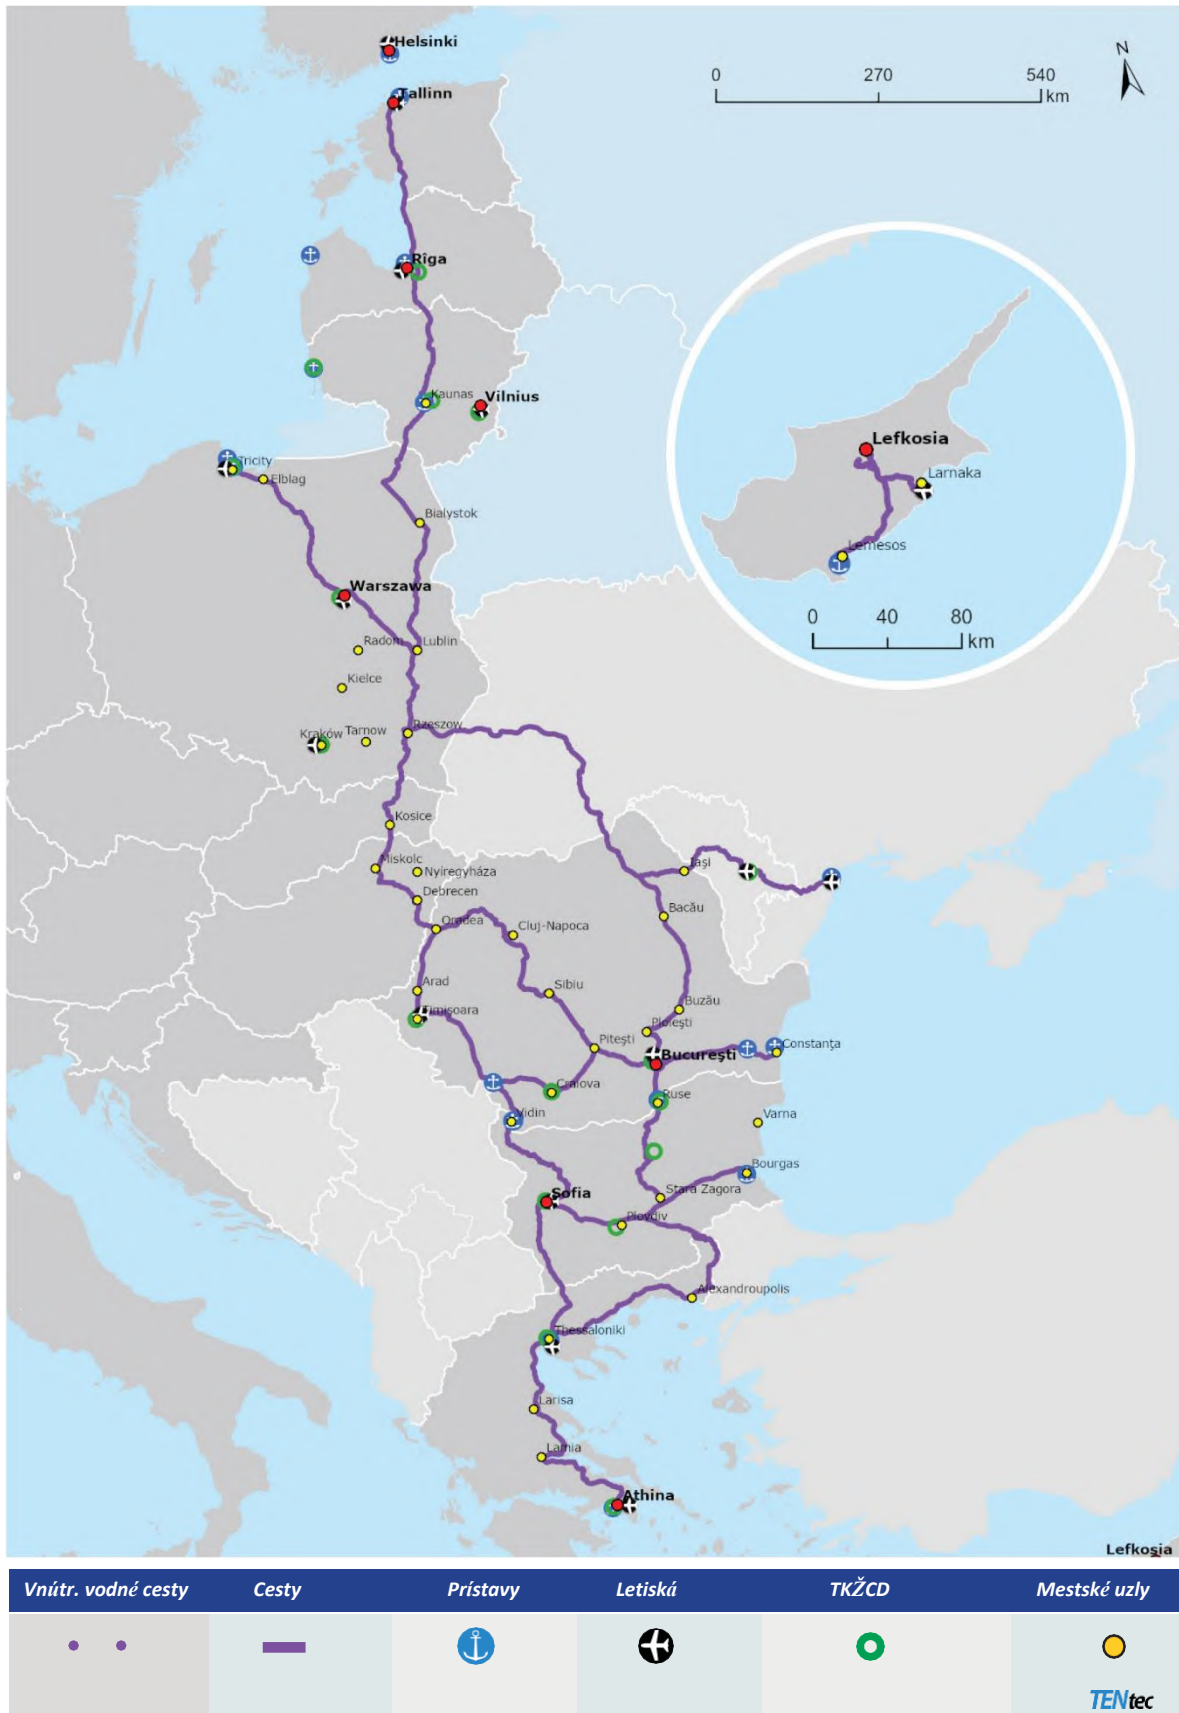 Helsinki
N
0 270 540
km
Tallinn
Rīga
Kaunas
Vilnius
Tricity
Elblag
Bialystok
Lefkosia
Larnaka
Lemesos
0 40 80
km
Warszawa
Radom
Lublin
Kielce
Rzeszow
Kraków
Tarnow
Kosice
Miskolc
Nyíregyháza
Debrecen
Iaşi
Bacău
Oradea
Cluj-Napoca
Arad
Sibiu
Timişoara
Buzău
Ploieşti
Piteşti
Bucureşti
Constanţa
Craiova
Ruse
Vidin
Varna
Bourgas
Sofia
Stara Zagora
Plovdiv
Alexandroupolis
Thessaloniki
Larisa
Lamia
Athina
Lefkosia
Vnútr. vodné cesty Cesty Prístavy Letiská TKŽCD Mestské uzly
TENtec